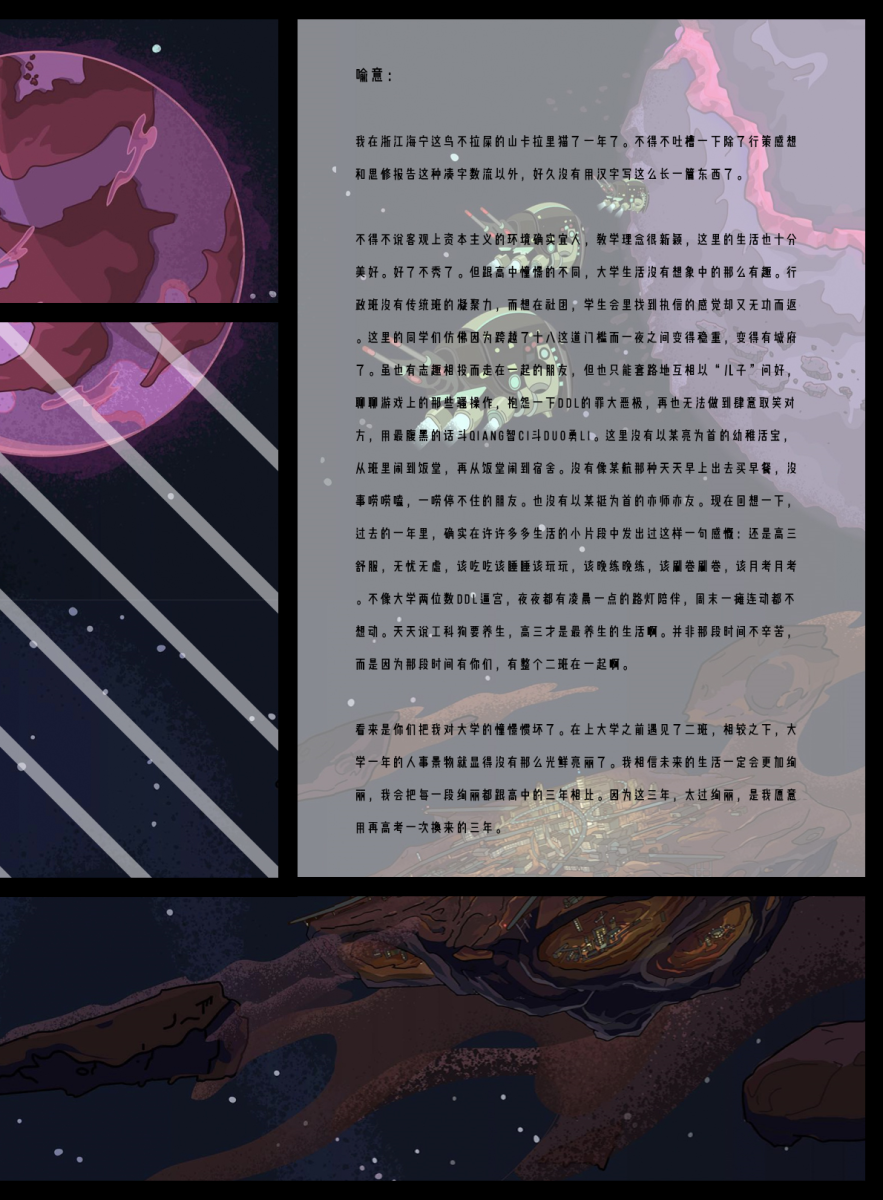 喻意：
我在浙江海宁这鸟不拉屎的山卡拉里猫了一年了。不得不吐槽一下除了行策感想
和思修报告这种凑字数流以外，好久没有用汉字写这么长一篇东西了。
不得不说客观上资本主义的环境确实宜人，教学理念很新颖，这里的生活也十分
美好。好了不秀了。但跟高中憧憬的不同，大学生活没有想象中的那么有趣。行
政班没有传统班的凝聚力，而想在社团，学生会里找到执信的感觉却又无功而返
。这里的同学们仿佛因为跨越了十八这道门槛而一夜之间变得稳重，变得有城府
了。虽也有志趣相投而走在一起的朋友，但也只能套路地互相以“儿子”问好，
聊聊游戏上的那些骚操作，抱怨一下DDL的罪大恶极，再也无法做到肆意取笑对
方，用最腹黑的话斗QIANG智CI斗DUO勇LI。这里没有以某亮为首的幼稚活宝，
从班里闹到饭堂，再从饭堂闹到宿舍。没有像某航那种天天早上出去买早餐，没
事唠唠嗑，一唠停不住的朋友。也没有以某挺为首的亦师亦友。现在回想一下，
过去的一年里，确实在许许多多生活的小片段中发出过这样一句感慨：还是高三
舒服，无忧无虑，该吃吃该睡睡该玩玩，该晚练晚练，该刷卷刷卷，该月考月考
。不像大学两位数DDL逼宫，夜夜都有凌晨一点的路灯陪伴，周末一瘫连动都不
想动。天天说工科狗要养生，高三才是最养生的生活啊。并非那段时间不辛苦，
而是因为那段时间有你们，有整个二班在一起啊。
看来是你们把我对大学的憧憬惯坏了。在上大学之前遇见了二班，相较之下，大
学一年的人事景物就显得没有那么光鲜亮丽了。我相信未来的生活一定会更加绚
丽，我会把每一段绚丽都跟高中的三年相比。因为这三年，太过绚丽，是我愿意
用再高考一次换来的三年。